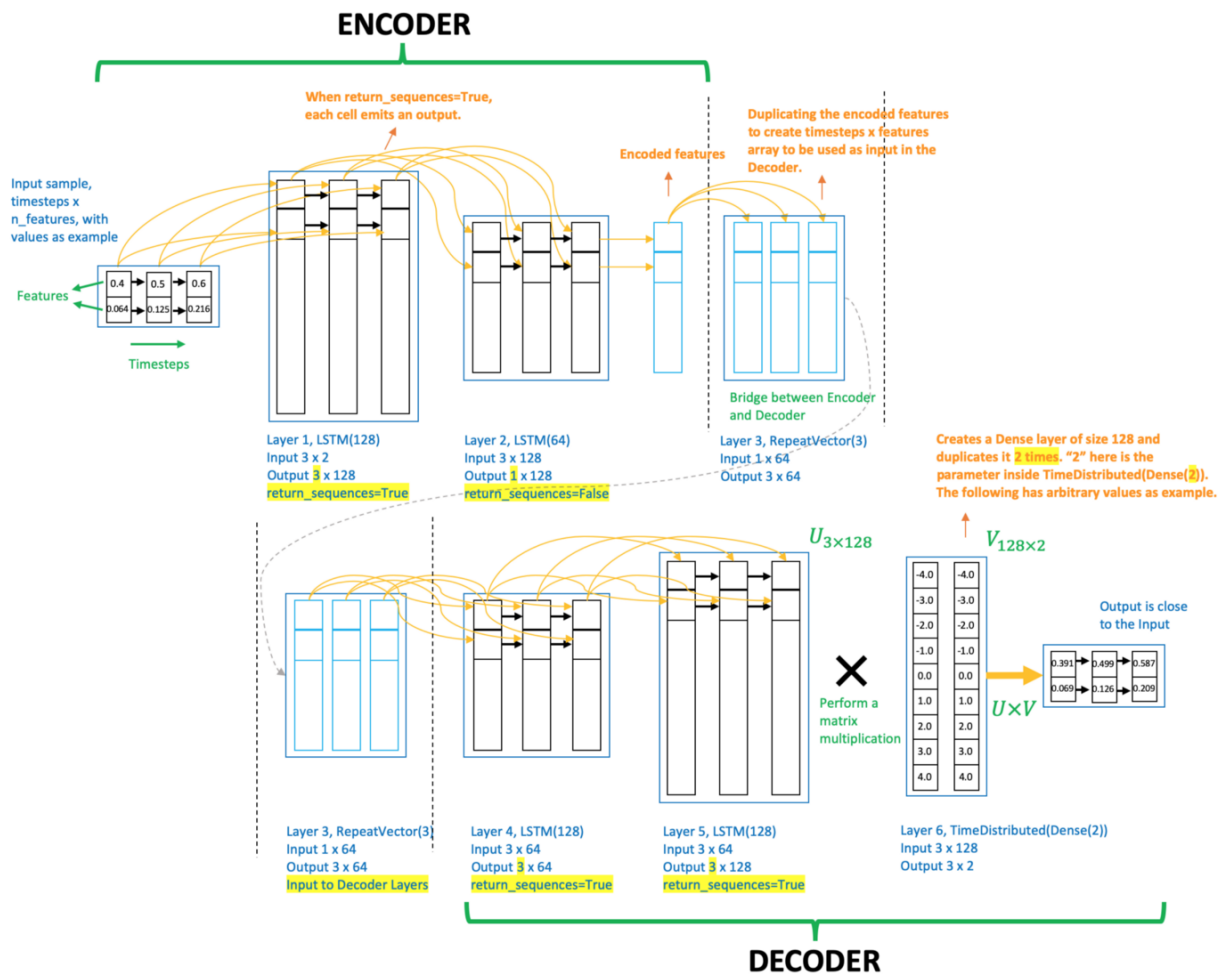 ENCODER
When return_sequences=True,
each cell emits an output.
Duplicating the encoded features
to create timesteps x features
array to be used as input in the
Decoder.
Encoded features
Input sample,
timesteps x
n_features, with
values as example
Features
0.4 0.5 0.6
0.064 0.125 0.216
Timesteps
Bridge between Encoder
and Decoder
Layer 1, LSTM(128)
Input 3 x 2
Output 3 x 128
return_sequences=True
Layer 2, LSTM(64)
Input 3 x 128
Output 1 x 128
return_sequences=False
Layer 3, RepeatVector(3)
Input 1 x 64
Output 3 x 64
Creates a Dense layer of size 128 and
duplicates it 2 times. “2” here is the
parameter inside TimeDistributed(Dense(2)).
The following has arbitrary values as example.
U3×128
V128×2
-4.0 -4.0
-3.0 -3.0
-2.0 -2.0
-1.0 -1.0
0.0 0.0
1.0 1.0
2.0 2.0
3.0 3.0
4.0 4.0
Output is close
to the Input
0.391 0.499 0.587
0.069 0.126 0.209
U×V
Perform a
matrix
multiplication
Layer 3, RepeatVector(3)
Input 1 x 64
Output 3 x 64
Input to Decoder Layers
Layer 4, LSTM(128)
Input 3 x 64
Output 3 x 64
return_sequences=True
Layer 5, LSTM(128)
Input 3 x 64
Output 3 x 128
return_sequences=True
Layer 6, TimeDistributed(Dense(2))
Input 3 x 128
Output 3 x 2
DECODER